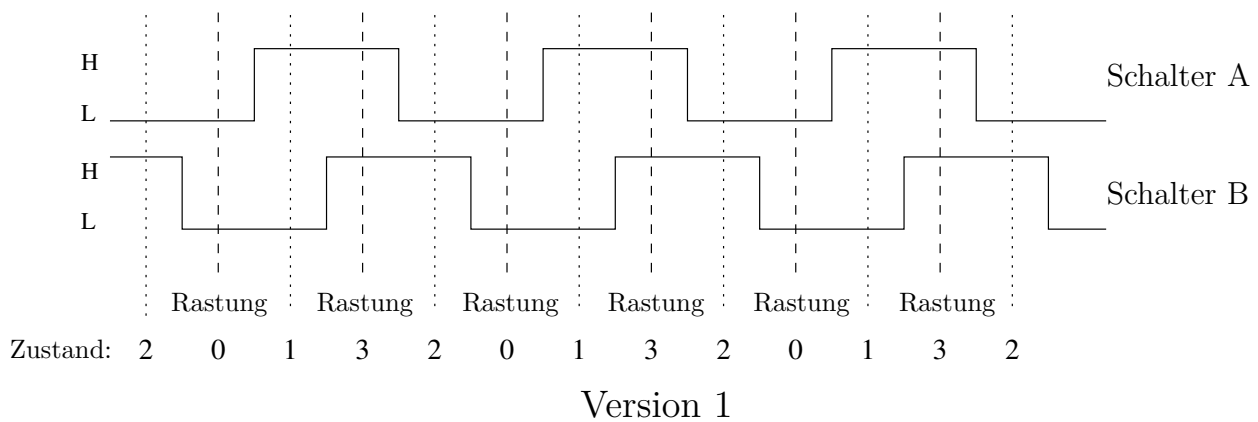 H
L
Schalter A
H
L
Schalter B
Rastung Rastung Rastung Rastung Rastung Rastung
Zustand: 2 0 1 3 2 0 1 3 2 0 1 3 2
Version 1